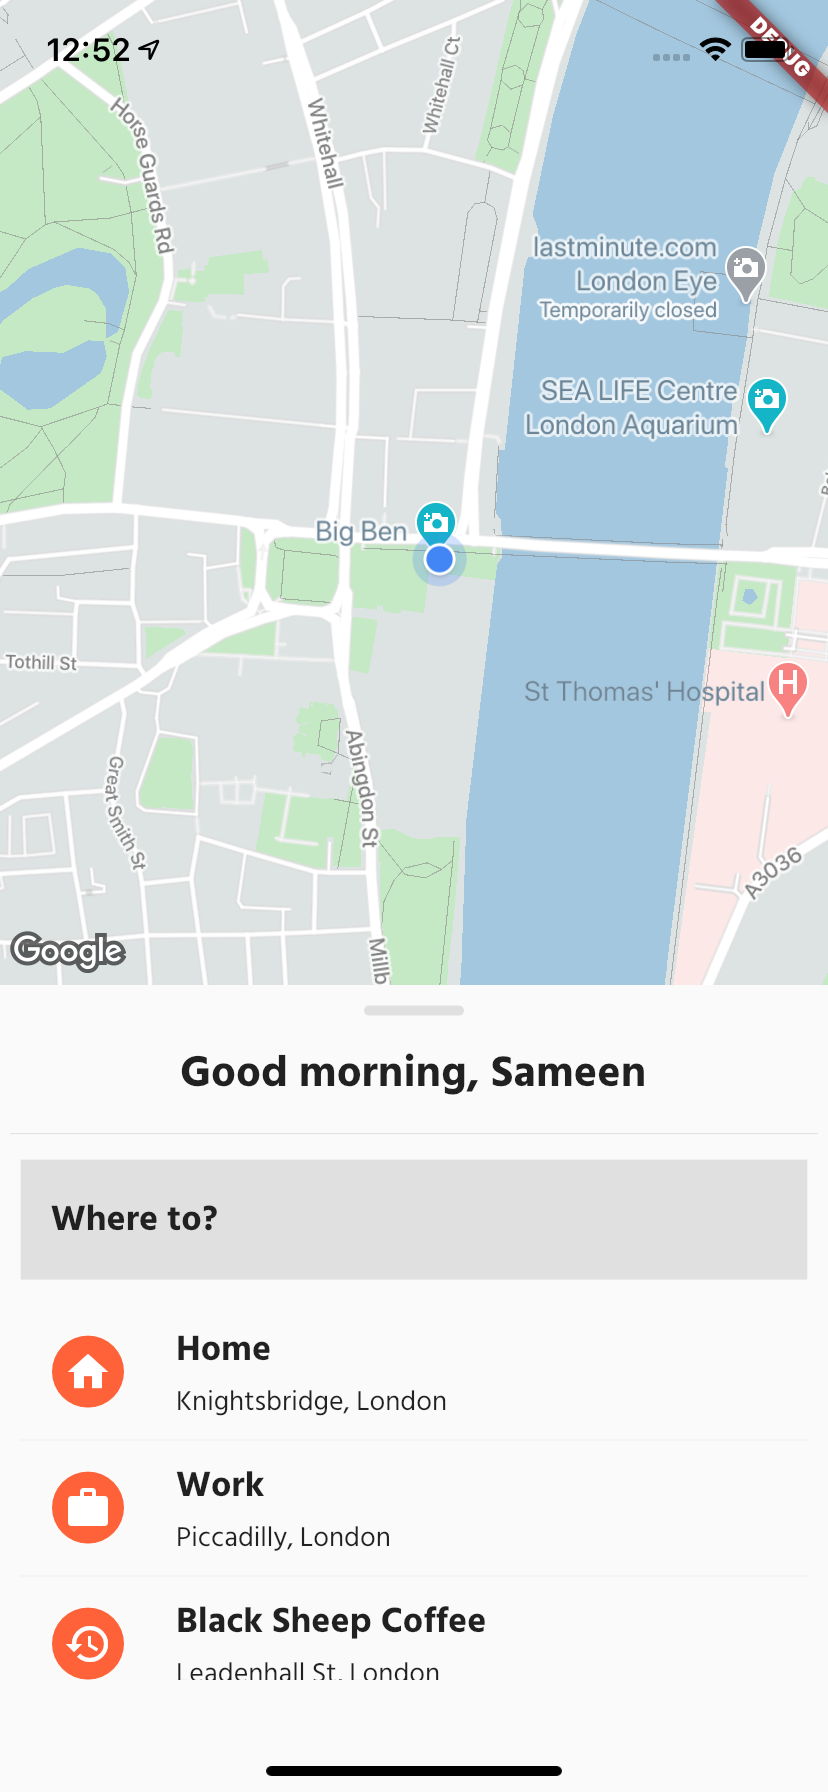 12:52
DEBUG
Horse Guards Rd
Whitehall
Whitehall Ct
lastminute.com
London Eye
Temporarily closed
SEA LIFE Centre
London Aquarium
Big Ben
Tothill St
St Thomas' Hospital
H
Great Smith St
Abingdon St
A3036
Millb
Google
Good morning, Sameen
Where to?
Home
Knightsbridge, London
Work
Piccadilly, London
Black Sheep Coffee
Leadenhall St, London